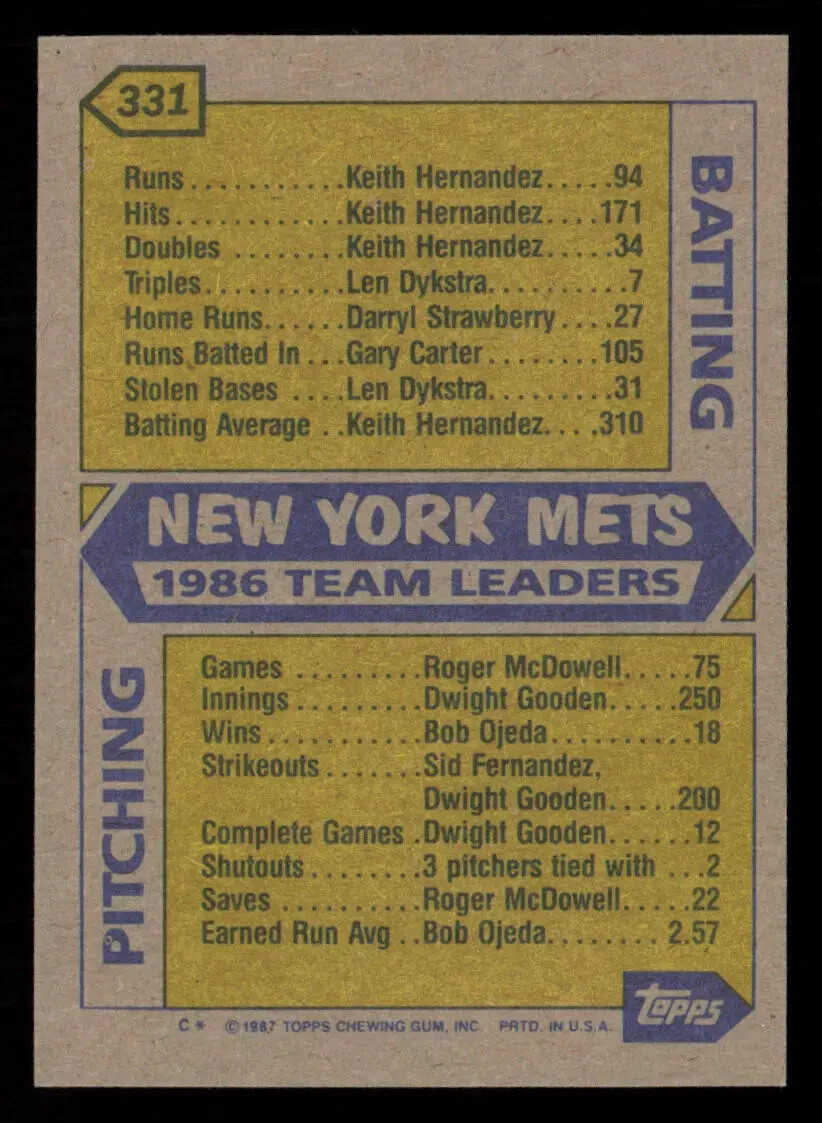 331
Runs...........Keith Hernandez.....94
Hits.............Keith Hernandez....171
Doubles ........Keith Hernandez.....34
Triples..........Len Dykstra..........7
Home Runs......Darryl Strawberry....27
Runs Batted In ...Gary Carter........105
Stolen Bases ....Len Dykstra........31
Batting Average ..Keith Hernandez....310
BATTING
NEW YORK METS
1986 TEAM LEADERS
PITCHING
Games .........Roger McDowell.....75
Innings.........Dwight Gooden.....250
Wins...........Bob Ojeda..........18
Strikeouts.......Sid Fernandez,
Dwight Gooden.....200
Complete Games .Dwight Gooden......12
Shutouts........3 pitchers tied with ...2
Saves .........Roger McDowell.....22
Earned Run Avg ..Bob Ojeda........2.57
topps
C* ©1987 TOPPS CHEWING GUM, INC. PRTD. IN U.S.A.